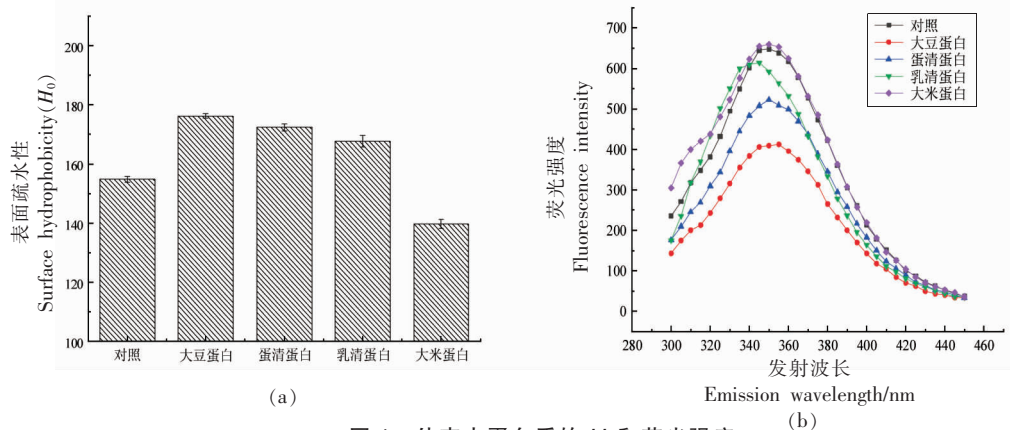 表面疏水性
Surface hydrophobicity(H₀)
200
180
160
140
120
100
对照
大豆蛋白
蛋清蛋白
乳清蛋白
大米蛋白
(a)
荧光强度
Fluorescence intensity
700
600
500
400
300
200
100
0
280
300
320
340
360
380
400
420
440
460
对照
大豆蛋白
蛋清蛋白
乳清蛋白
大米蛋白
发射波长
Emission wavelength/nm
(b)